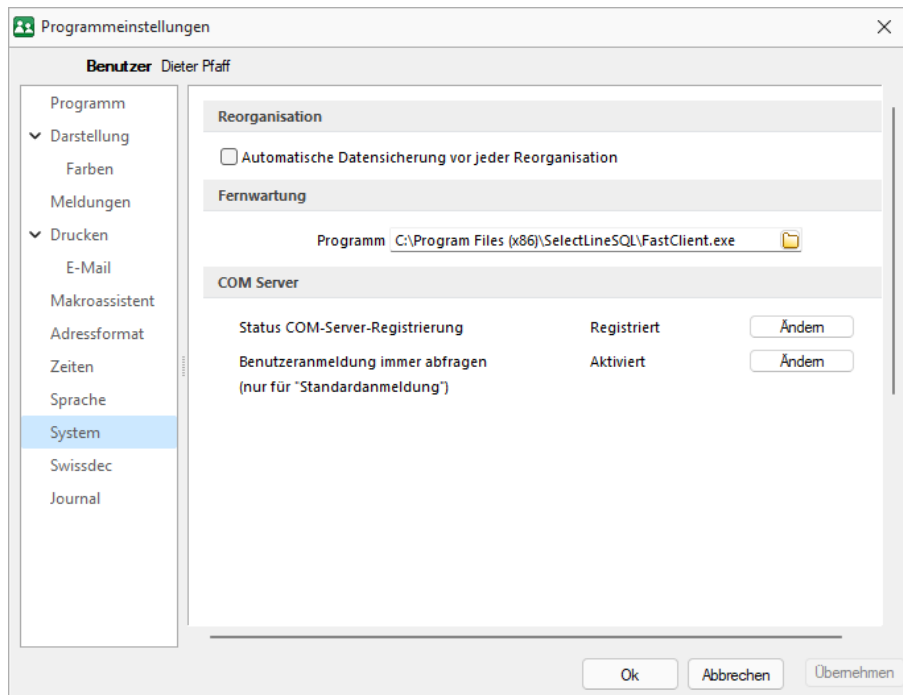 Programmeinstellungen
Benutzer Dieter Pfaff
Programm
Darstellung
Farben
Meldungen
Drucken
E-Mail
Makroassistent
Adressformat
Zeiten
Sprache
System
Swissdec
Journal
Reorganisation
Automatische Datensicherung vor jeder Reorganisation
Fernwartung
Programm C:\Program Files (x86)\SelectLineSQL\FastClient.exe
COM Server
Status COM-Server-Registrierung Registriert Ändern
Benutzeranmeldung immer abfragen Aktiviert Ändern
(nur für "Standardanmeldung")
Ok Abbrechen Übernehmen